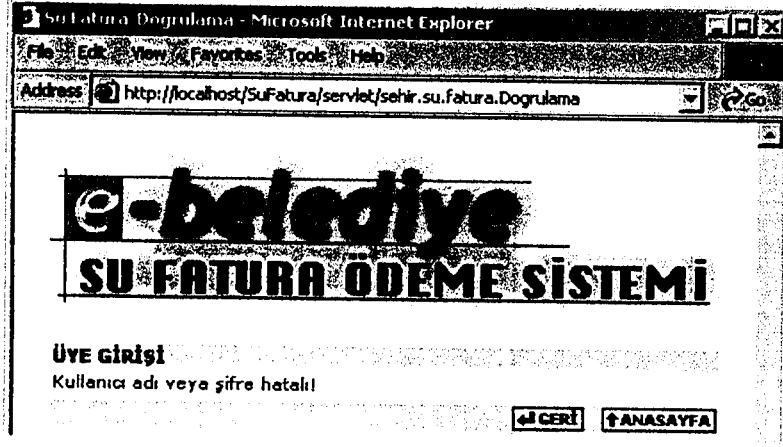 Su Fatura Dogrulama - Microsoft Internet Explorer
File Edit View Favorites Tools Help
Address http://localhost/SuFatura/servlet/sehir.su.fatura.Dogrulama Go
e-belediye
SU FATURA ÖDEME SİSTEMİ
ÜYE GİRİŞİ
Kullanıcı adı veya şifre hatalı!
GERİ ANASAYFA